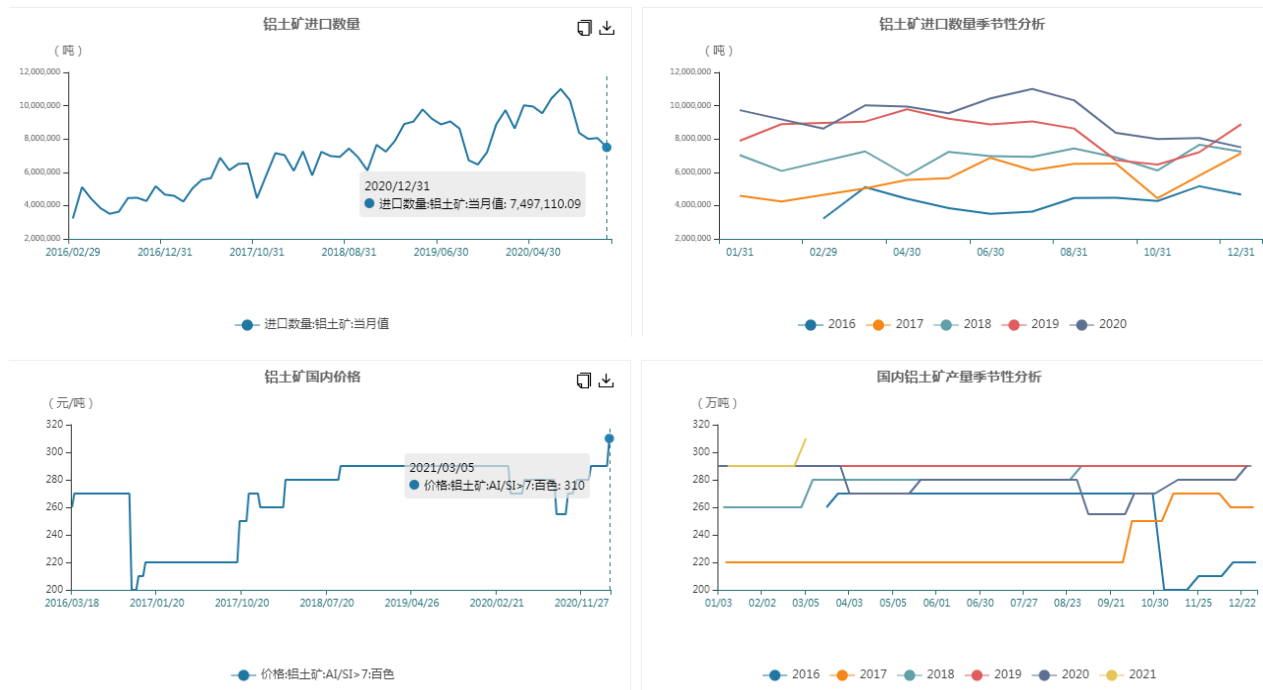 铝土矿进口数量
（吨）
12,000,000
10,000,000
8,000,000
6,000,000
4,000,000
2,000,000
2020/12/31
进口数量:铝土矿:当月值: 7,497,110.09
2016/02/29 2016/12/31 2017/10/31 2018/08/31 2019/06/30 2020/04/30
进口数量:铝土矿:当月值
铝土矿进口数量季节性分析
（吨）
12,000,000
10,000,000
8,000,000
6,000,000
4,000,000
2,000,000
01/31 02/29 04/30 06/30 08/31 10/31 12/31
2016 2017 2018 2019 2020
铝土矿国内价格
（元/吨）
320
300
280
260
240
220
200
2021/03/05
价格:铝土矿:Al/SI>7:百色: 310
2016/03/18 2017/01/20 2017/10/20 2018/07/20 2019/04/26 2020/02/21 2020/11/27
价格:铝土矿:Al/SI>7:百色
国内铝土矿产量季节性分析
（万吨）
320
300
280
260
240
220
200
01/03 02/02 03/05 04/03 05/05 06/01 06/30 07/27 08/23 09/21 10/30 11/25 12/22
2016 2017 2018 2019 2020 2021